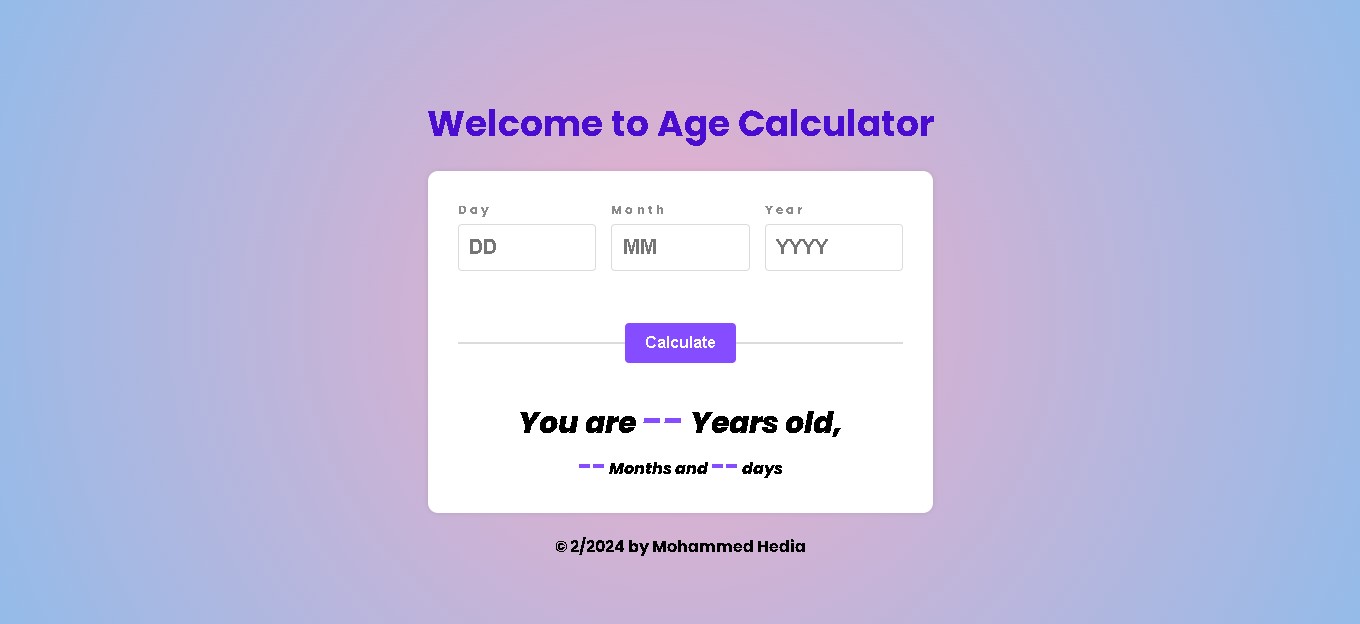 Welcome to Age Calculator
Day Month Year
DD MM YYYY
Calculate
You are -- Years old,
-- Months and -- days
© 2/2024 by Mohammed Hedia